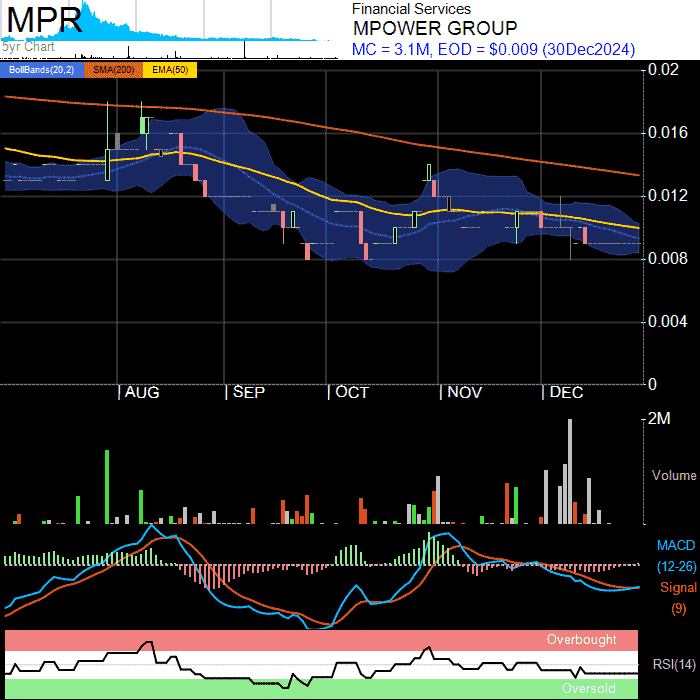 MPR
5yr Chart
Financial Services
MPOWER GROUP
MC = 3.1M, EOD = $0.009 (30Dec2024)
BollBands(20,2) SMA(200) EMA(50)
0.02
0.016
0.012
0.008
0.004
0
AUG SEP OCT NOV DEC
2M
Volume
MACD
(12-26)
Signal
(9)
Overbought
RSI(14)
Oversold